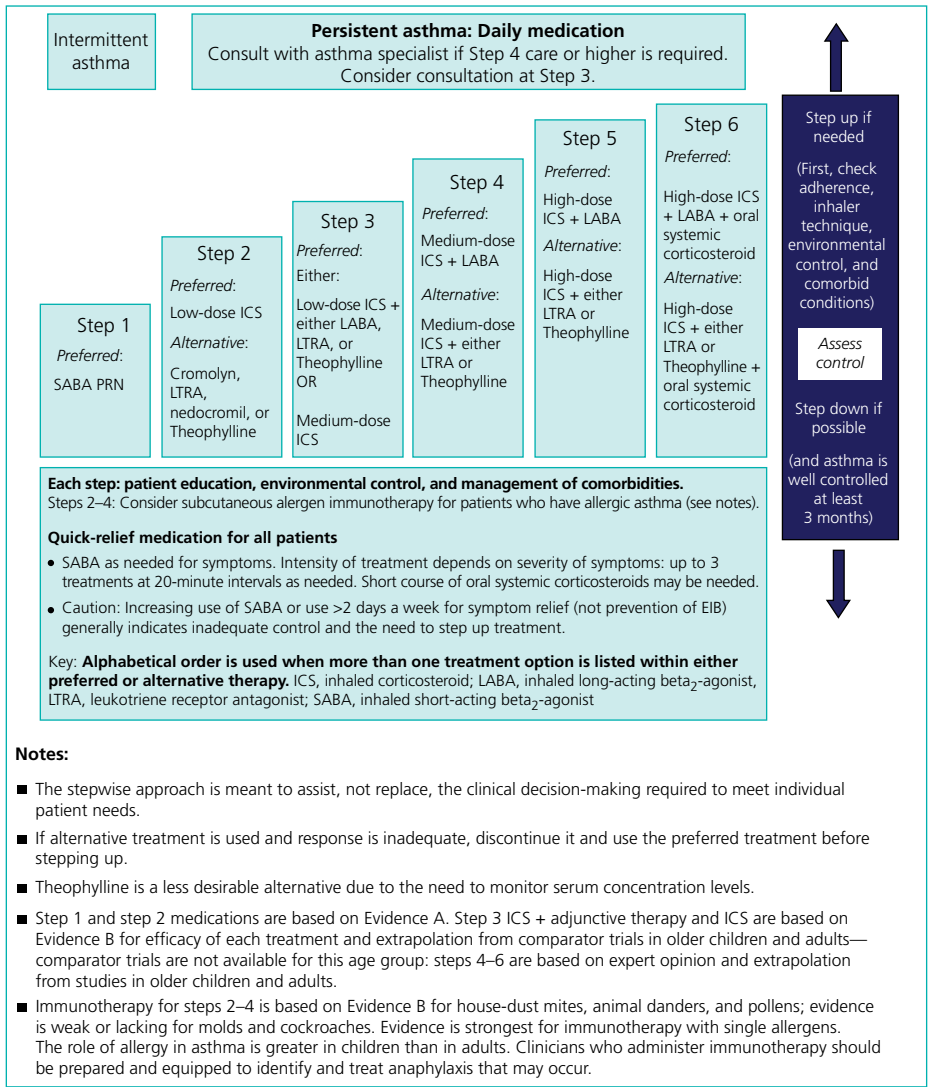 Intermittent
asthma
Persistent asthma: Daily medication
Consult with asthma specialist if Step 4 care or higher is required.
Consider consultation at Step 3.
Step 1
Preferred:
SABA PRN
Step 2
Preferred:
Low-dose ICS
Alternative:
Cromolyn,
LTRA,
nedocromil, or
Theophylline
Step 3
Preferred:
Either:
Low-dose ICS +
either LABA,
LTRA, or
Theophylline
OR
Medium-dose
ICS
Step 4
Preferred:
Medium-dose
ICS + LABA
Alternative:
Medium-dose
ICS + either
LTRA or
Theophylline
Step 5
Preferred:
High-dose
ICS + LABA
Alternative:
High-dose
ICS + either
LTRA or
Theophylline
Step 6
Preferred:
High-dose ICS
+ LABA + oral
systemic
corticosteroid
Alternative:
High-dose
ICS + either
LTRA or
Theophylline +
oral systemic
corticosteroid
Step up if
needed
(First, check
adherence,
inhaler
technique,
environmental
control, and
comorbid
conditions)
Assess
control
Step down if
possible
(and asthma is
well controlled
at least
3 months)
Each step: patient education, environmental control, and management of comorbidities.
Steps 2–4: Consider subcutaneous alergen immunotherapy for patients who have allergic asthma (see notes).
Quick-relief medication for all patients
• SABA as needed for symptoms. Intensity of treatment depends on severity of symptoms: up to 3
treatments at 20-minute intervals as needed. Short course of oral systemic corticosteroids may be needed.
• Caution: Increasing use of SABA or use >2 days a week for symptom relief (not prevention of EIB)
generally indicates inadequate control and the need to step up treatment.
Key: Alphabetical order is used when more than one treatment option is listed within either
preferred or alternative therapy. ICS, inhaled corticosteroid; LABA, inhaled long-acting beta2-agonist,
LTRA, leukotriene receptor antagonist; SABA, inhaled short-acting beta2-agonist
Notes:
■ The stepwise approach is meant to assist, not replace, the clinical decision-making required to meet individual
patient needs.
■ If alternative treatment is used and response is inadequate, discontinue it and use the preferred treatment before
stepping up.
■ Theophylline is a less desirable alternative due to the need to monitor serum concentration levels.
■ Step 1 and step 2 medications are based on Evidence A. Step 3 ICS + adjunctive therapy and ICS are based on
Evidence B for efficacy of each treatment and extrapolation from comparator trials in older children and adults—
comparator trials are not available for this age group: steps 4–6 are based on expert opinion and extrapolation
from studies in older children and adults.
■ Immunotherapy for steps 2–4 is based on Evidence B for house-dust mites, animal danders, and pollens; evidence
is weak or lacking for molds and cockroaches. Evidence is strongest for immunotherapy with single allergens.
The role of allergy in asthma is greater in children than in adults. Clinicians who administer immunotherapy should
be prepared and equipped to identify and treat anaphylaxis that may occur.